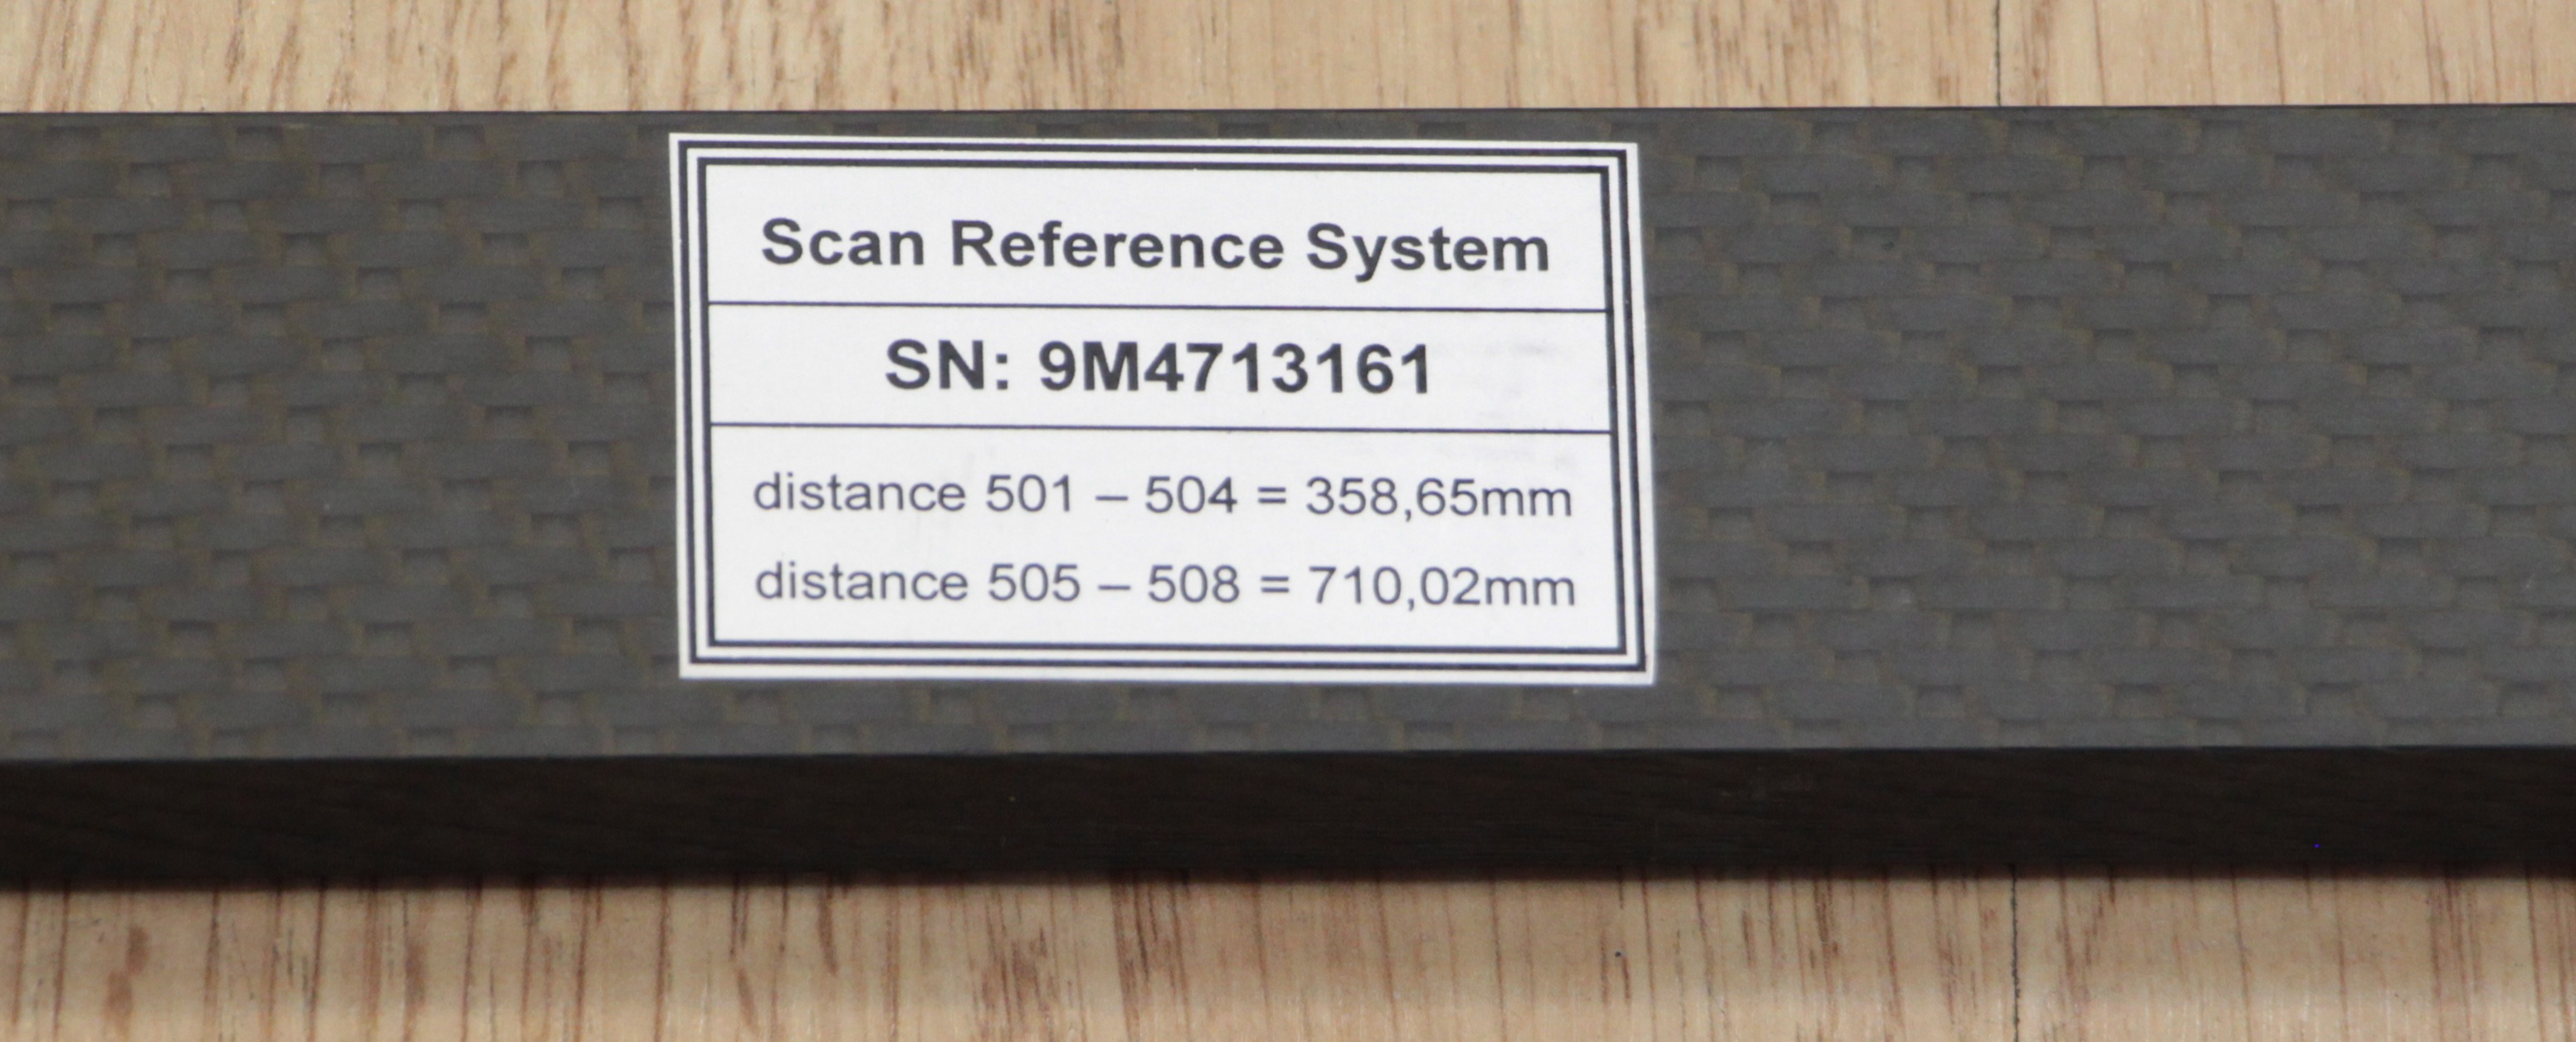 Scan Reference System
SN: 9M4713161
distance 501 – 504 = 358,65mm
distance 505 – 508 = 710,02mm